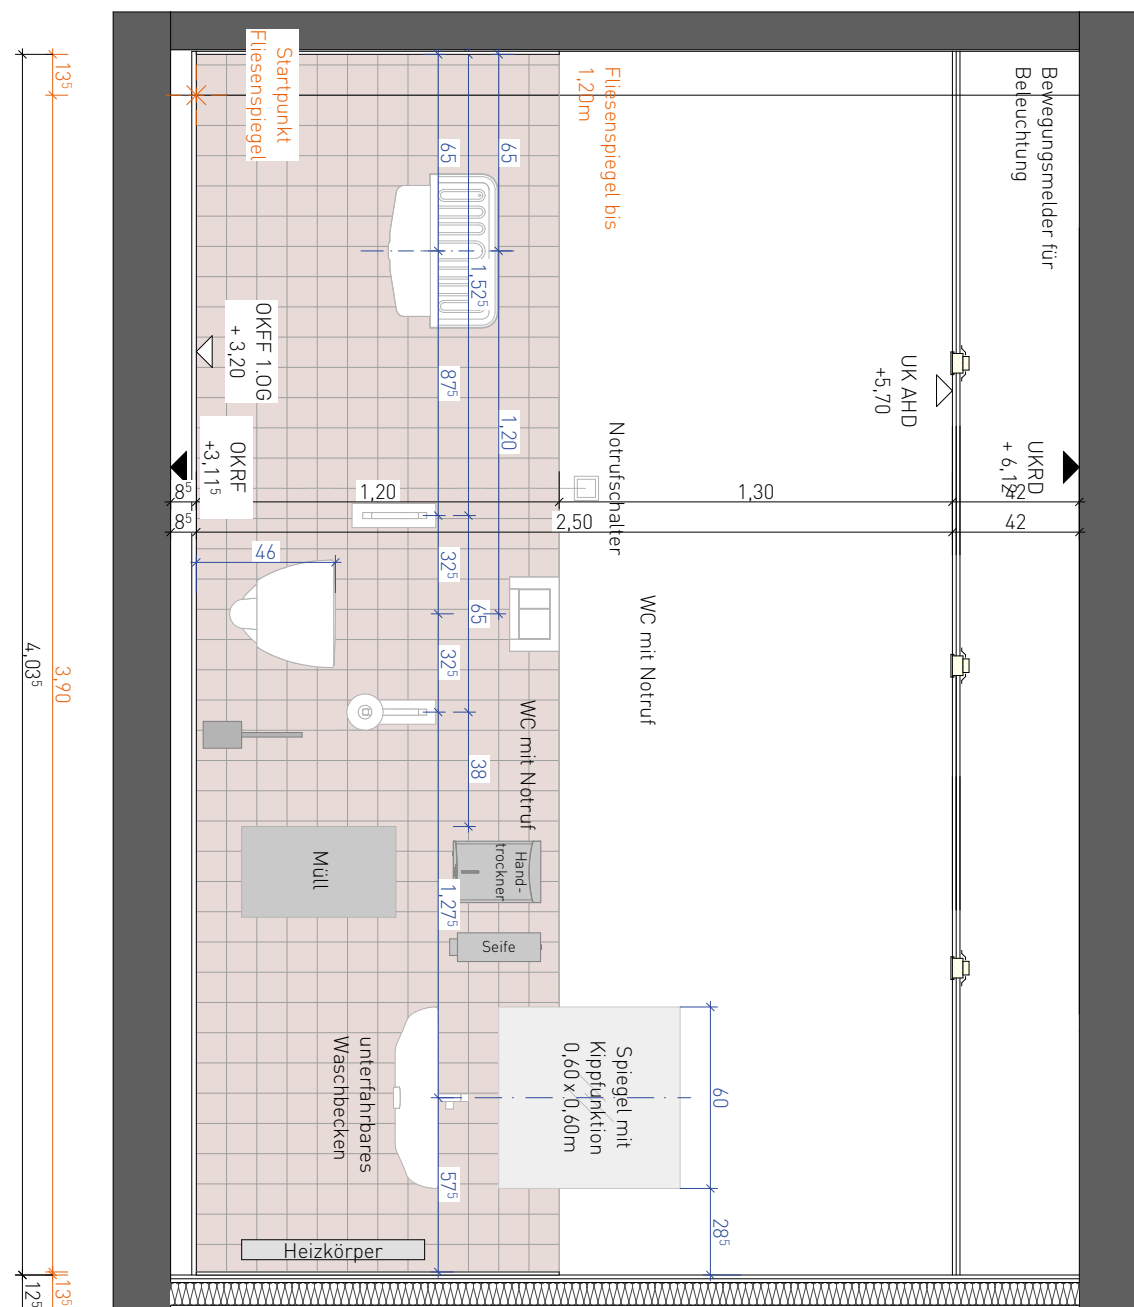 Bewegungsmelder für
Beleuchtung
Fliesenspiegel bis
1,20m
Startpunkt
Fliesenspiegel
13⁵
65
65
1,52⁵
87⁵
1,20
OKFF 1.OG
+ 3,20
OKRF
+3,11⁵
UK AHD
+5,70
UKRD
+ 6,12
Notrufschalter
8⁵
1,20
1,30
42
8⁵
2,50
42
46
32⁵
65
32⁵
38
WC mit Notruf
WC mit Notruf
4,03⁵
3,90
Müll
Hand-
trockner
1,27⁵
Seife
unterfahrbares
Waschbecken
Spiegel mit
Kippfunktion
0,60 x 0,60m
60
57⁵
28⁵
Heizkörper
12⁵
13⁵